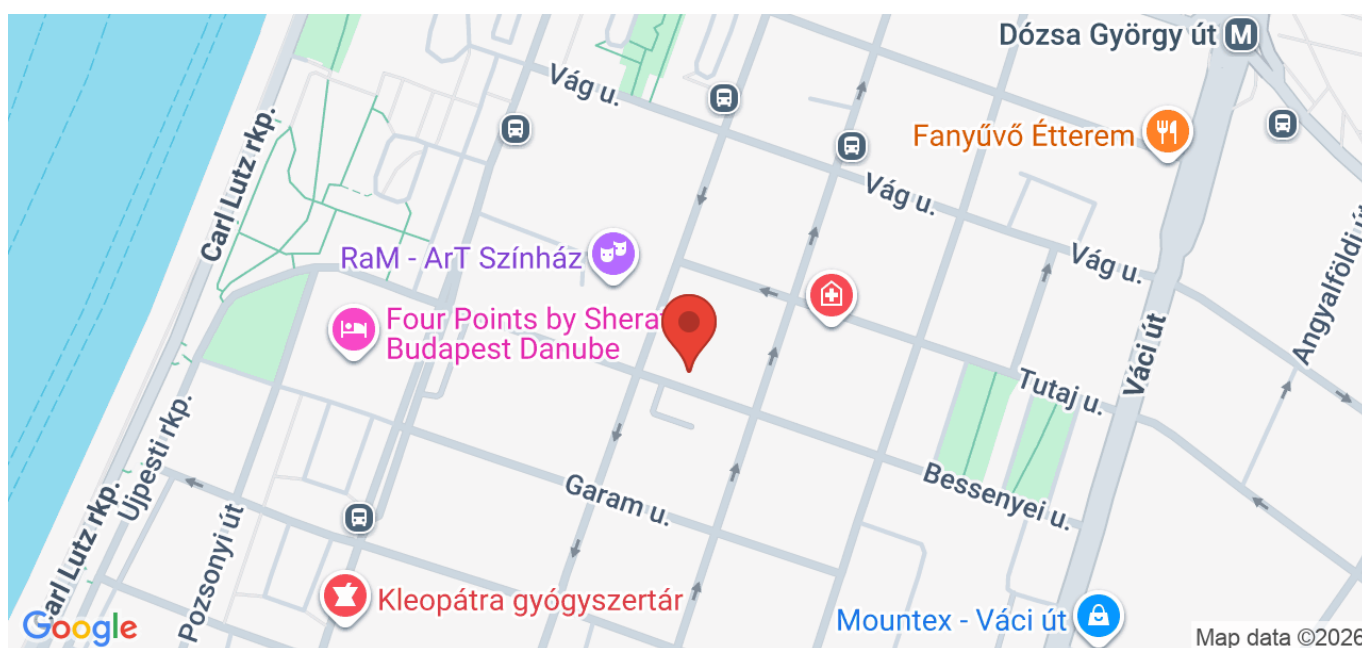 Dózsa György út
M
Vág u.
Fanyűvő Étterem
Carl Lutz rkp.
Vág u.
Vág u.
RaM - ArT Színház
Angyalföldi út
Four Points by Shera
Budapest Danube
Váci út
Tutaj u.
Újpesti rkp.
Bessenyei u.
Garam u.
Carl Lutz rkp.
Pozsonyi út
Kleopátra gyógyszertár
Mountex - Váci út
Google
Map data ©2026